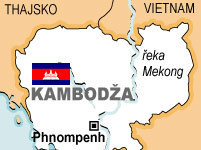 THAJSKO
VIETNAM
řeka
Mekong
KAMBODŽA
Phnompenh